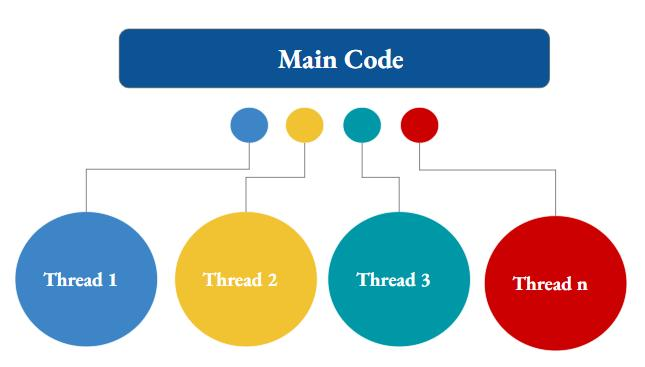 Main Code
Thread 1
Thread 2
Thread 3
Thread n